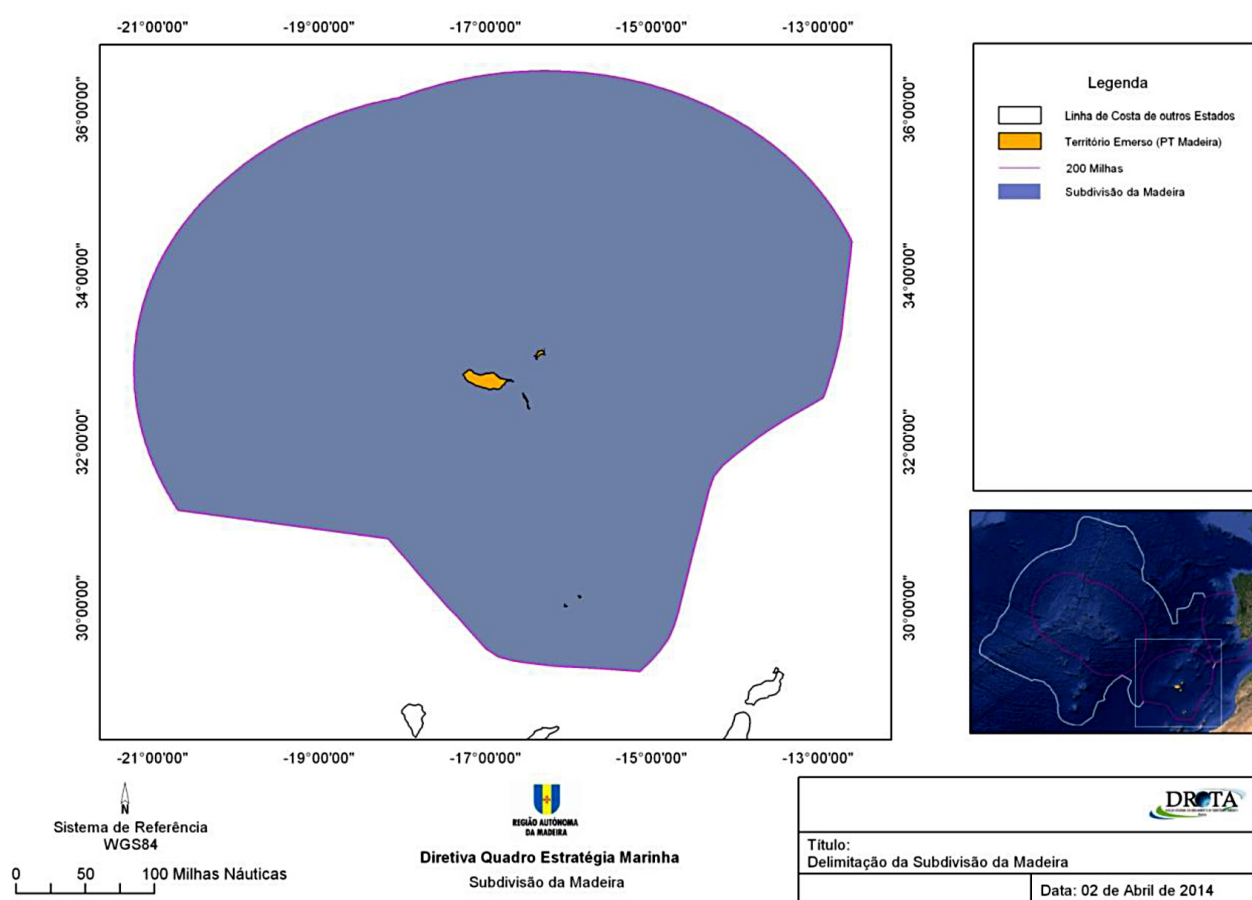 -21°00'00" -19°00'00" -17°00'00" -15°00'00" -13°00'00"
36°00'00" 36°00'00"
34°00'00" 34°00'00"
32°00'00" 32°00'00"
30°00'00" 30°00'00"
-21°00'00" -19°00'00" -17°00'00" -15°00'00" -13°00'00"
Legenda
Linha de Costa de outros Estados
Território Emerso (PT Madeira)
200 Milhas
Subdivisão da Madeira
N
Sistema de Referência
WGS84
0 50 100 Milhas Náuticas
REGIÃO AUTÓNOMA
DA MADEIRA
Diretiva Quadro Estratégia Marinha
Subdivisão da Madeira
DROTA
Título:
Delimitação da Subdivisão da Madeira
Data: 02 de Abril de 2014